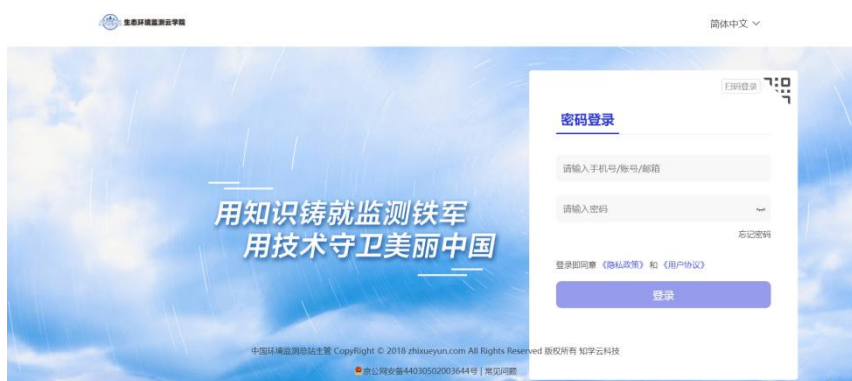 生态环境监测云学院
简体中文
扫码登录
密码登录
请输入手机号/账号/邮箱
请输入密码
忘记密码
登录即同意 《隐私政策》 和 《用户协议》
登录
用知识铸就监测铁军
用技术守卫美丽中国
中国环境监测总站主管 CopyRight © 2018 zhixueyun.com All Rights Reserved 版权所有 知学云科技
京公网安备44030502003644号 | 常见问题